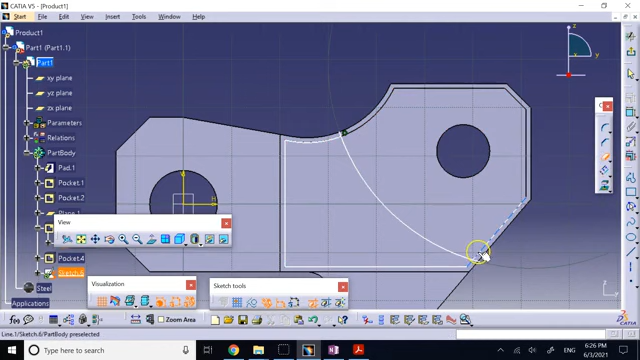 CATIA V5 - [Product1]
Start File Edit View Insert Tools Window Help
Product1
Part1 (Part1.1)
Part1
xy plane
yz plane
zx plane
Parameters
Relations
PartBody
Pad.1
Pocket.1
Pocket.2
Plane.1
View
Pocket.4
Sketch.6
Steel
Applications
Visualization
Sketch tools
Zoom Area
Line.1/Sketch.6/PartBody preselected
Type here to search
ENG
6:26 PM
6/3/2021